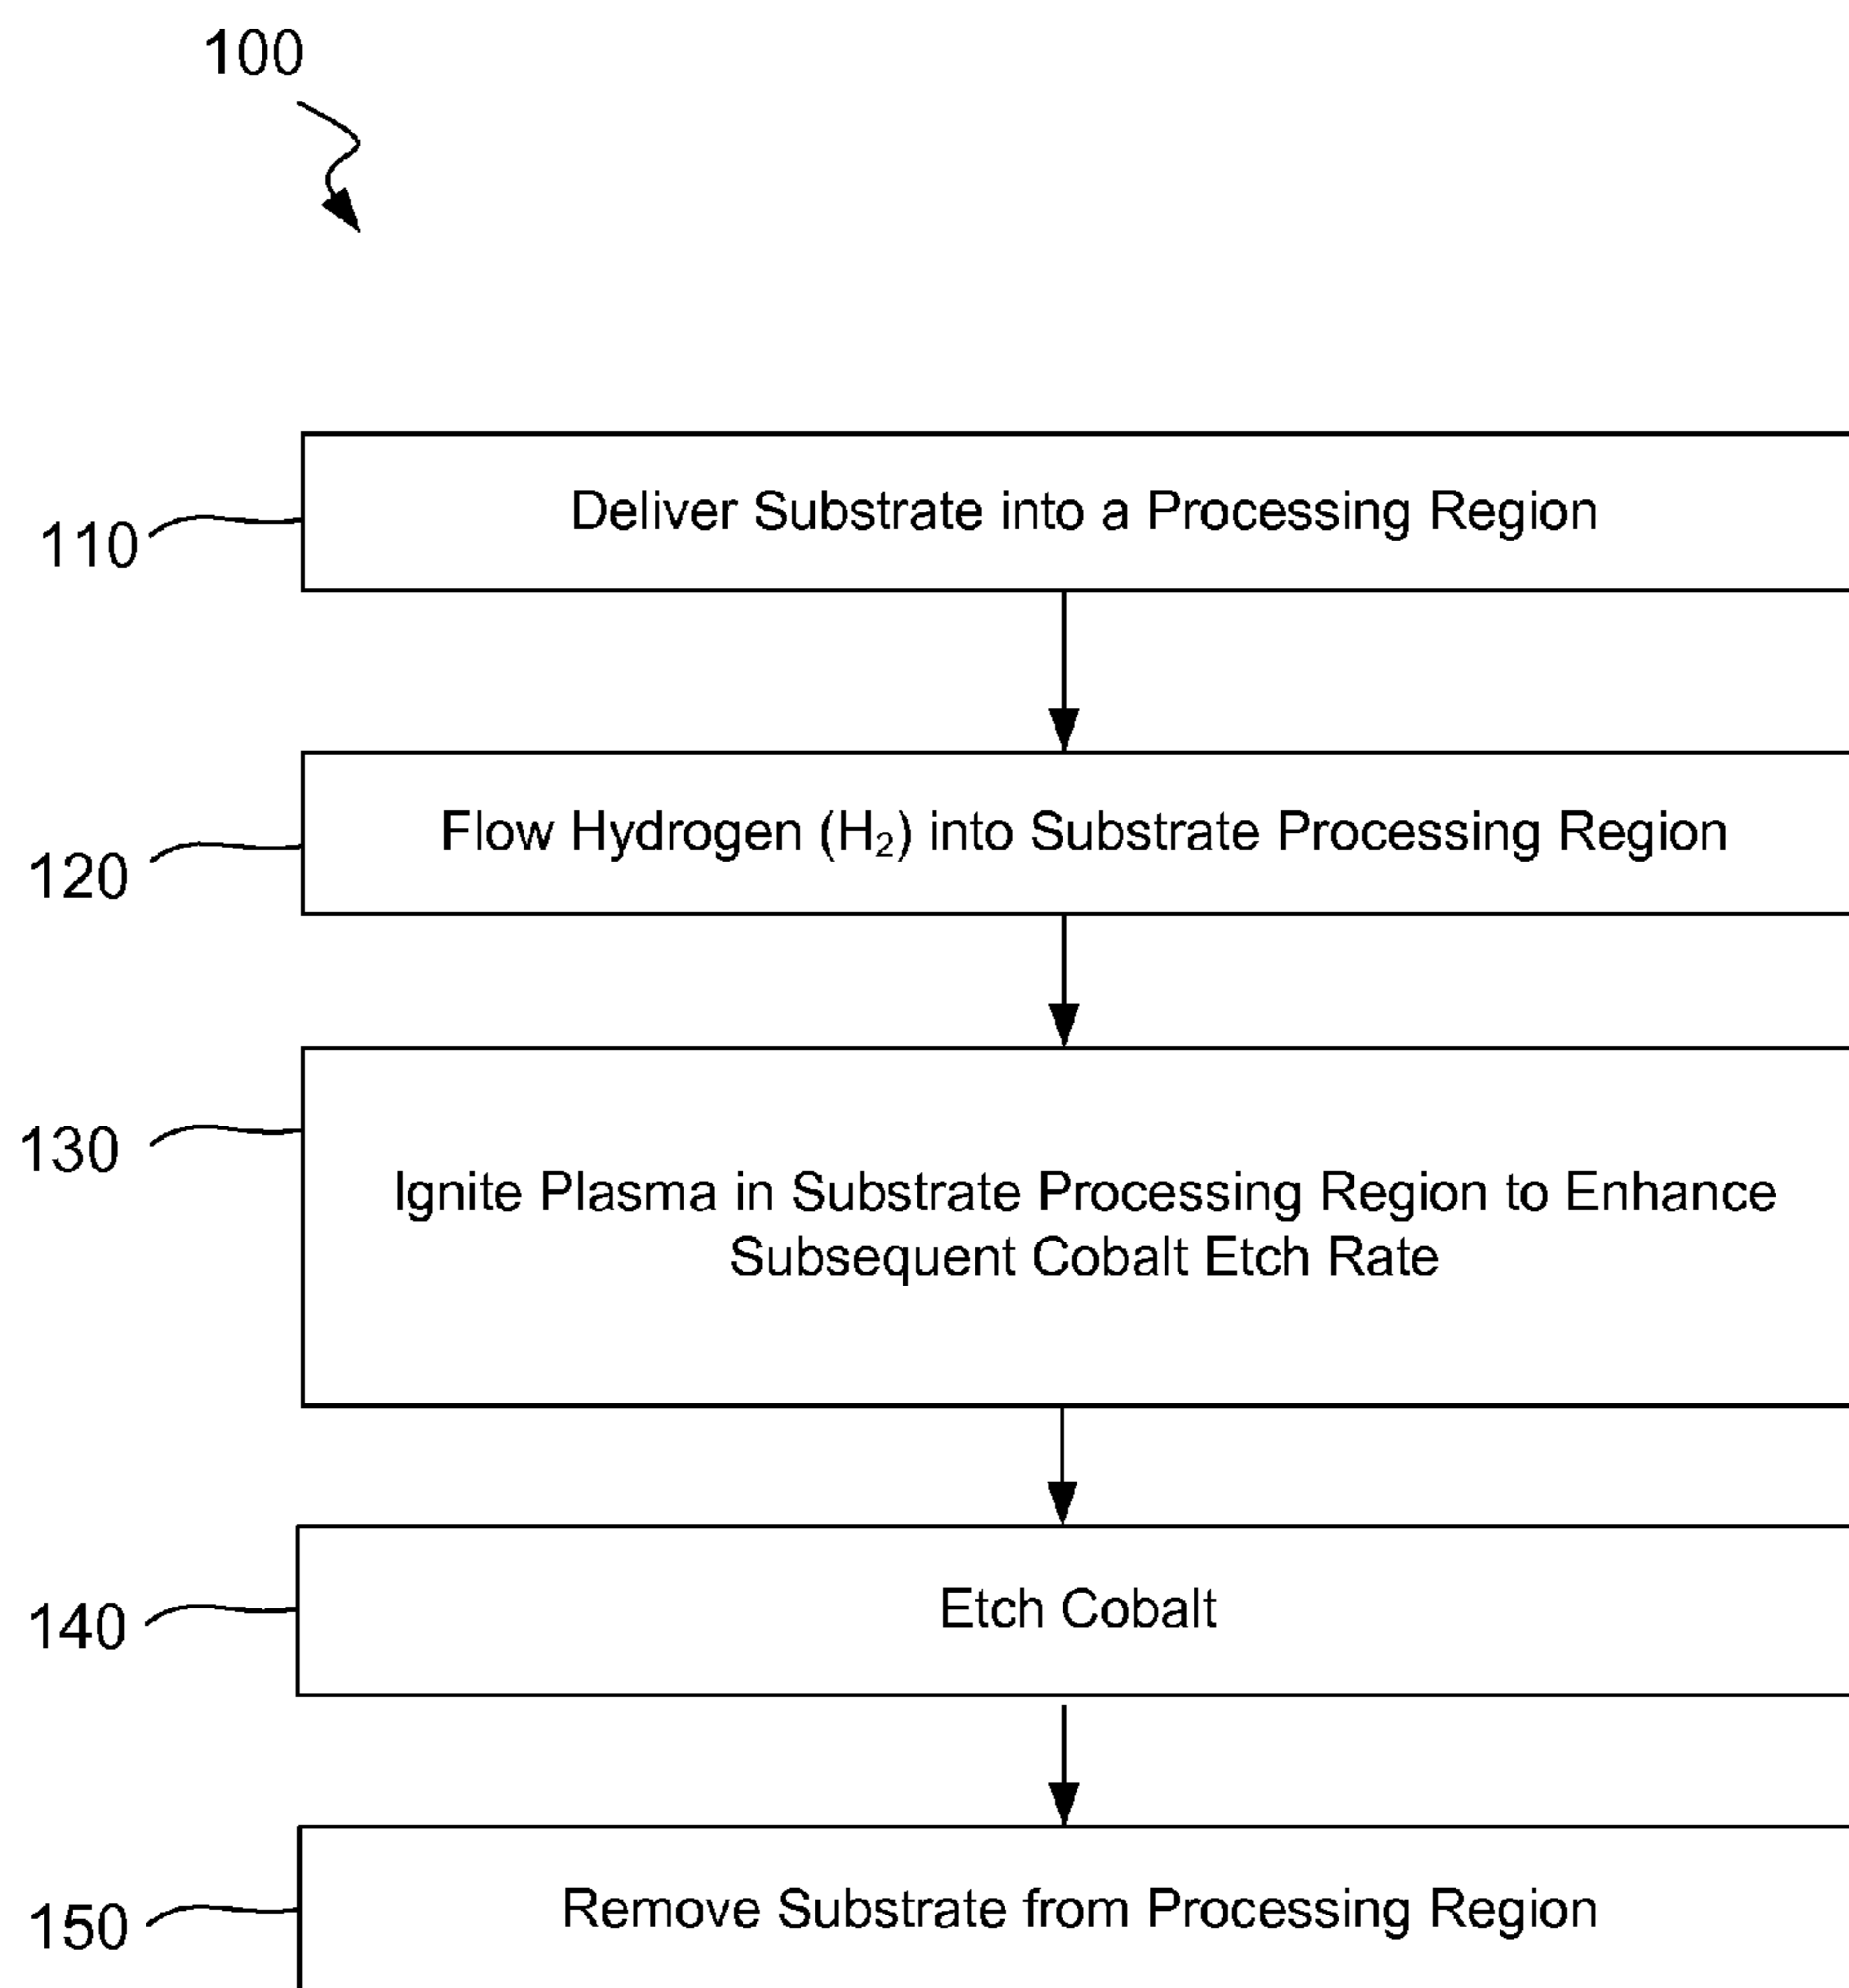 100
110
Deliver Substrate into a Processing Region
120
Flow Hydrogen (H₂) into Substrate Processing Region
130
Ignite Plasma in Substrate Processing Region to Enhance
Subsequent Cobalt Etch Rate
140
Etch Cobalt
150
Remove Substrate from Processing Region